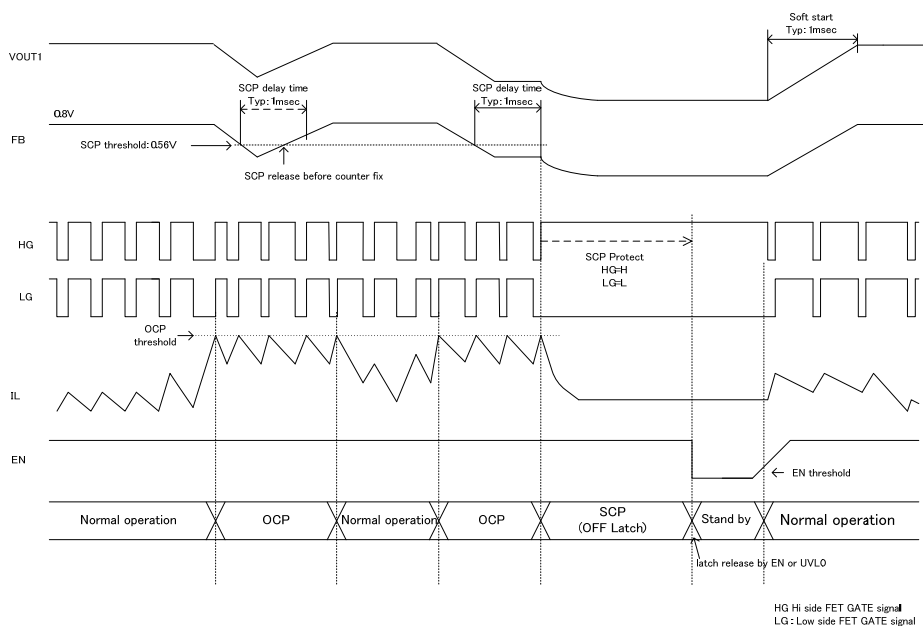 Soft start
Typ: 1msec
VOUT1
SCP delay time
Typ: 1msec
SCP delay time
Typ: 1msec
0.8V
FB
SCP threshold: 0.56V
SCP release before counter fix
HG
SCP Protect
HG=H
LG=L
LG
OCP
threshold
IL
EN
EN threshold
Normal operation
OCP
Normal operation
OCP
SCP
(OFF Latch)
Stand by
Normal operation
latch release by EN or UVLO
HG Hi side FET GATE signal
LG : Low side FET GATE signal